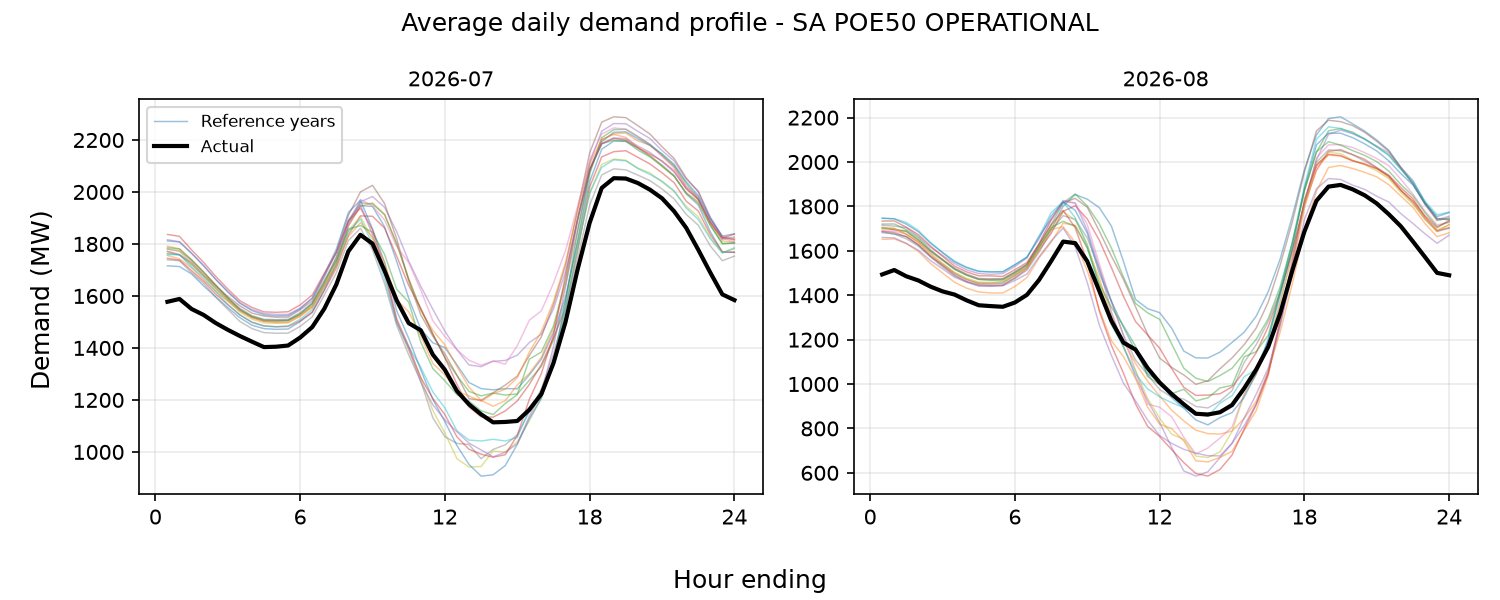 Average daily demand profile - SA POE50 OPERATIONAL
2026-07
2026-08
Reference years
Actual
Demand (MW)
2200
2000
1800
1600
1400
1200
1000
0 6 12 18 24
2200
2000
1800
1600
1400
1200
1000
800
600
0 6 12 18 24
Hour ending